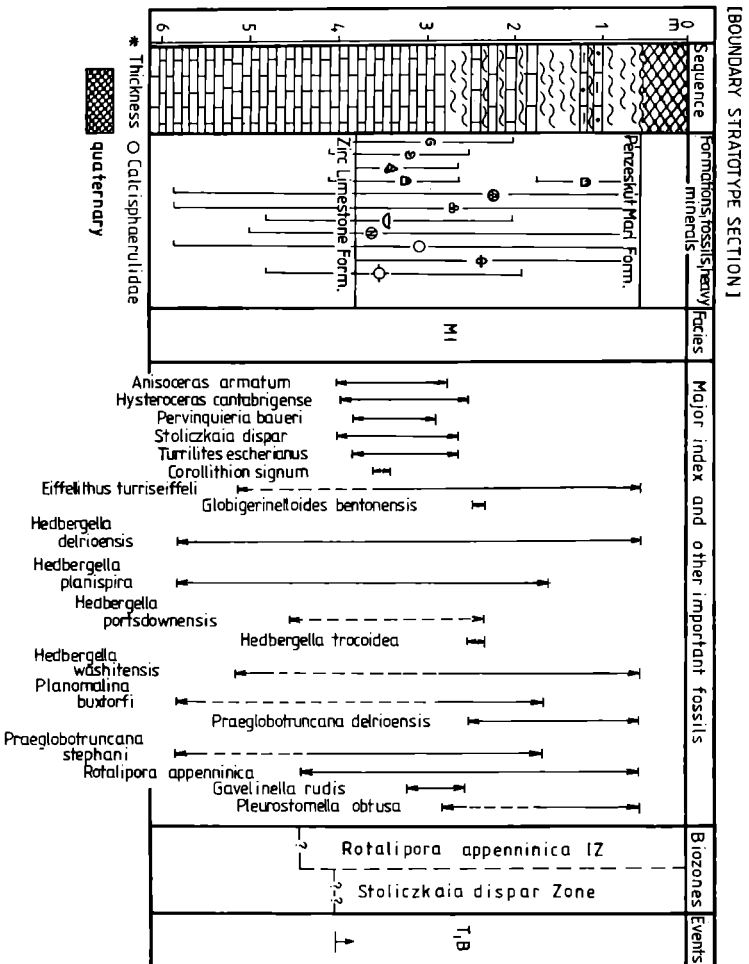 [BOUNDARY STRATOTYPE SECTION]
m
0
1
2
3
4
5
6
Sequence
Formations, fossils, heavy
minerals
Facies
Major index and other important fossils
Biozones
Events
Penzeskut Marl Form.
Zirc Limestone Form.
G
MI
* Thickness
O Calcisphaerulidae
quaternary
Anisoceras armatum
Hysteroceras cantabrigense
Pervinquieria baueri
Stoliczkaia dispar
Turrilites escherianus
Corollithion signum
Eiffelithus turriseiffeli
Globigerinelloides bentonensis
Hedbergella
delrioensis
Hedbergella
planispira
Hedbergella
portsdownensis
Hedbergella trocoidea
Hedbergella
washitensis
Planomalina
buxtorfi
Praeglobotruncana delrioensis
Praeglobotruncana
stephani
Rotalipora appenninica
Gavelinella rudis
Pleurostomella obtusa
?
Rotalipora appenninica IZ
?-?
Stoliczkaia dispar Zone
T,B